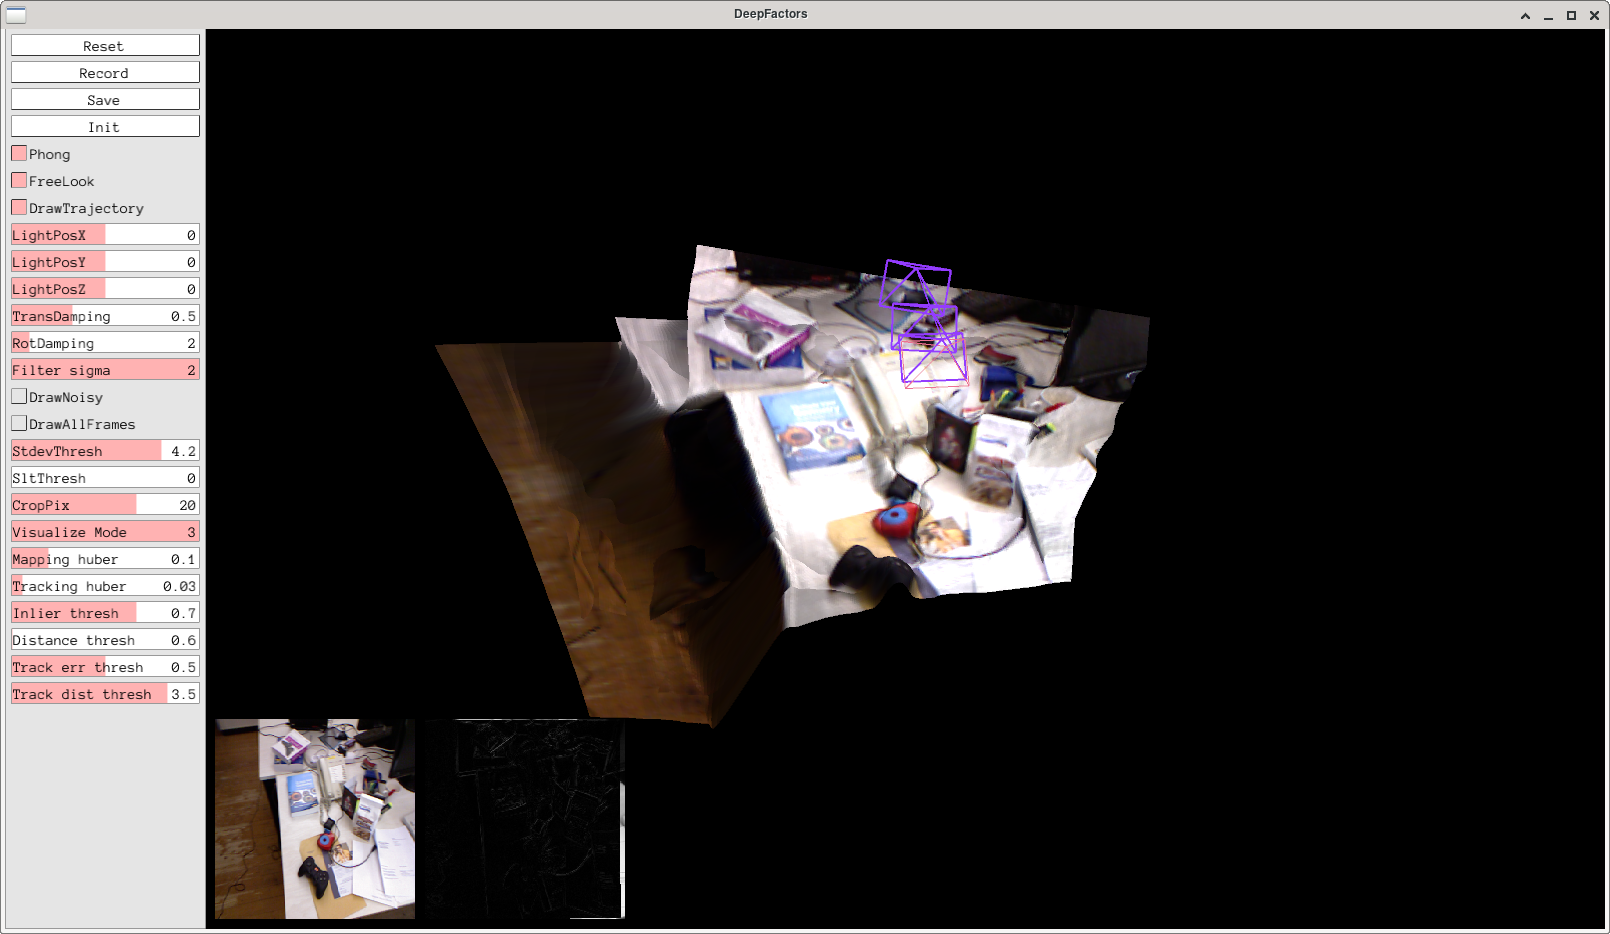 DeepFactors
Reset
Record
Save
Init
Phong
FreeLook
DrawTrajectory
LightPosX 0
LightPosY 0
LightPosZ 0
TransDamping 0.5
RotDamping 2
Filter sigma 2
DrawNoisy
DrawAllFrames
StdevThresh 4.2
SltThresh 0
CropPix 20
Visualize Mode 3
Mapping huber 0.1
Tracking huber 0.03
Inlier thresh 0.7
Distance thresh 0.6
Track err thresh 0.5
Track dist thresh 3.5